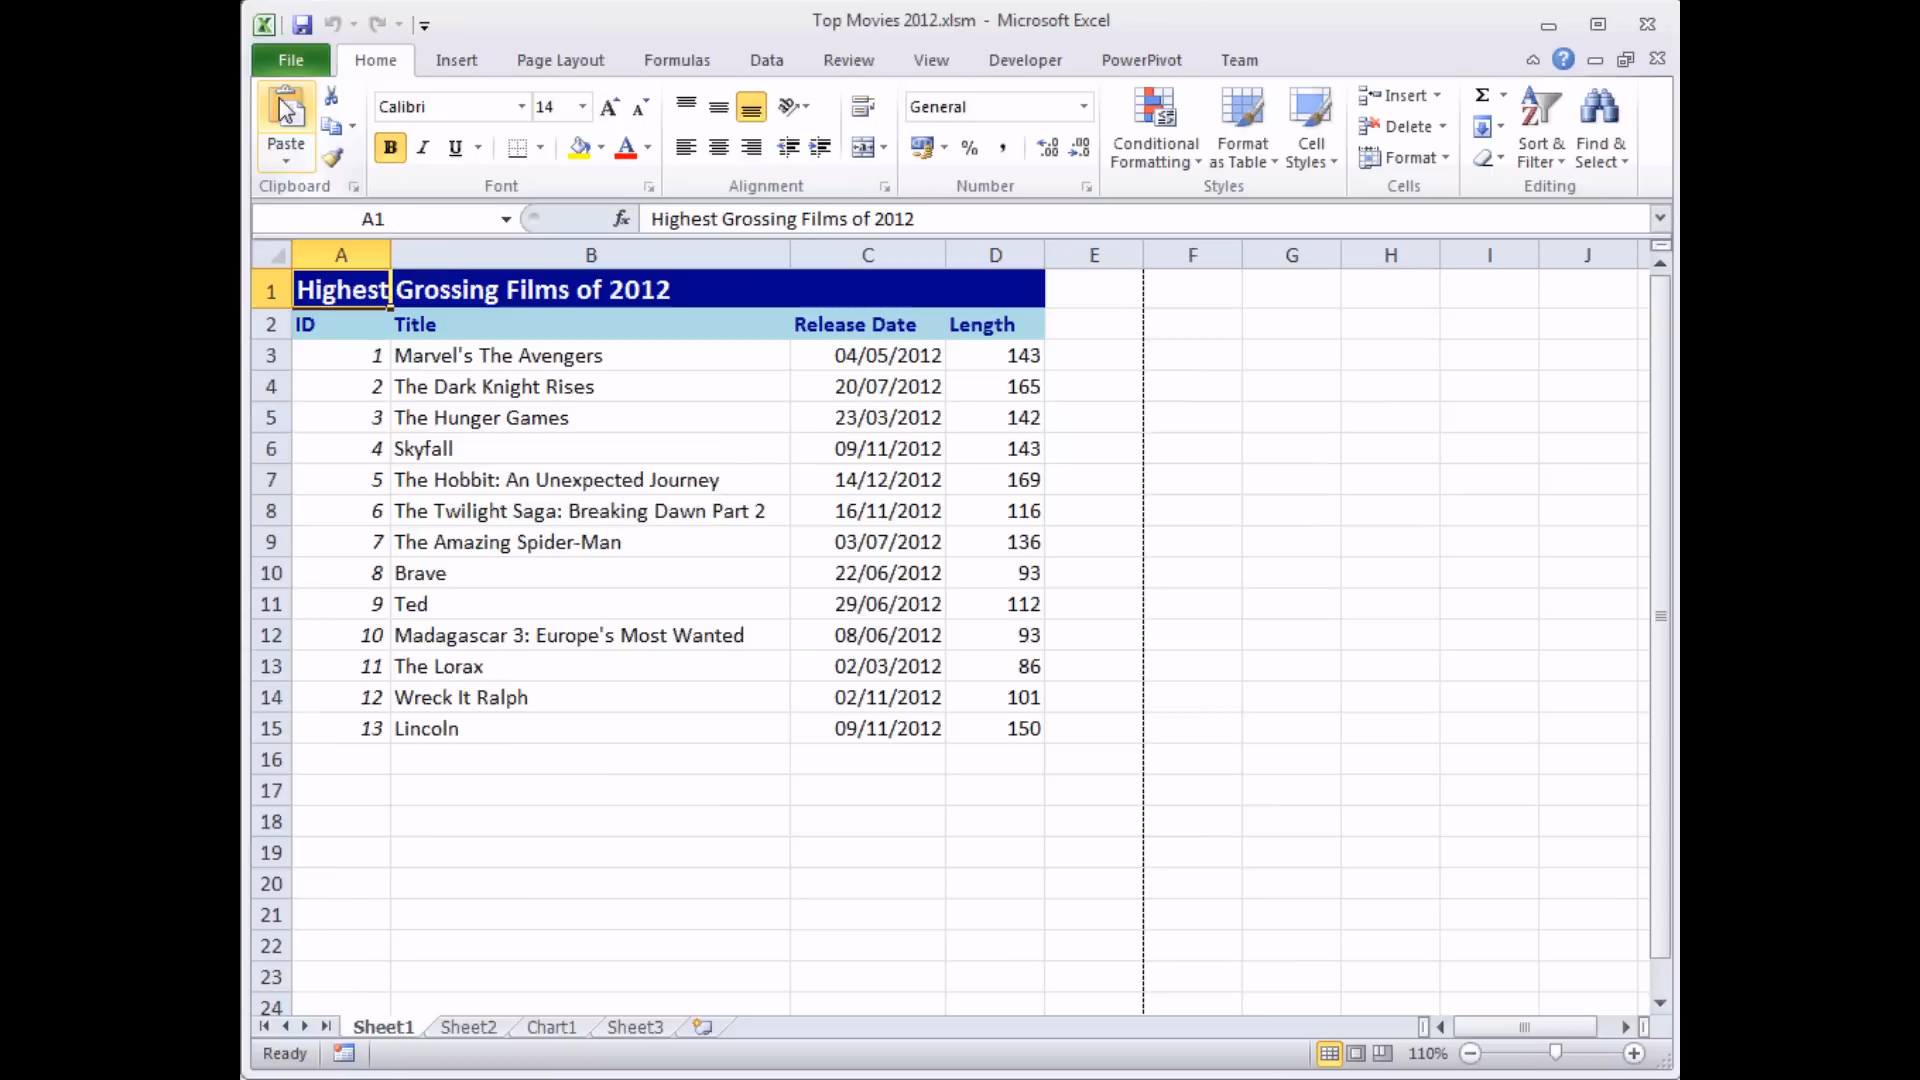 Top Movies 2012.xlsm - Microsoft Excel
File Home Insert Page Layout Formulas Data Review View Developer PowerPivot Team
Paste
Clipboard
Calibri 14
B I U A
Font
Alignment
General
% ,
Number
Conditional Formatting
Format as Table
Cell Styles
Styles
Insert
Delete
Format
Cells
Σ
Sort & Filter
Find & Select
Editing
A1 fx Highest Grossing Films of 2012
A B C D E F G H I J
1 Highest Grossing Films of 2012
2 ID Title Release Date Length
3 1 Marvel's The Avengers 04/05/2012 143
4 2 The Dark Knight Rises 20/07/2012 165
5 3 The Hunger Games 23/03/2012 142
6 4 Skyfall 09/11/2012 143
7 5 The Hobbit: An Unexpected Journey 14/12/2012 169
8 6 The Twilight Saga: Breaking Dawn Part 2 16/11/2012 116
9 7 The Amazing Spider-Man 03/07/2012 136
10 8 Brave 22/06/2012 93
11 9 Ted 29/06/2012 112
12 10 Madagascar 3: Europe's Most Wanted 08/06/2012 93
13 11 The Lorax 02/03/2012 86
14 12 Wreck It Ralph 02/11/2012 101
15 13 Lincoln 09/11/2012 150
16
17
18
19
20
21
22
23
24
Sheet1 Sheet2 Chart1 Sheet3
Ready 110%